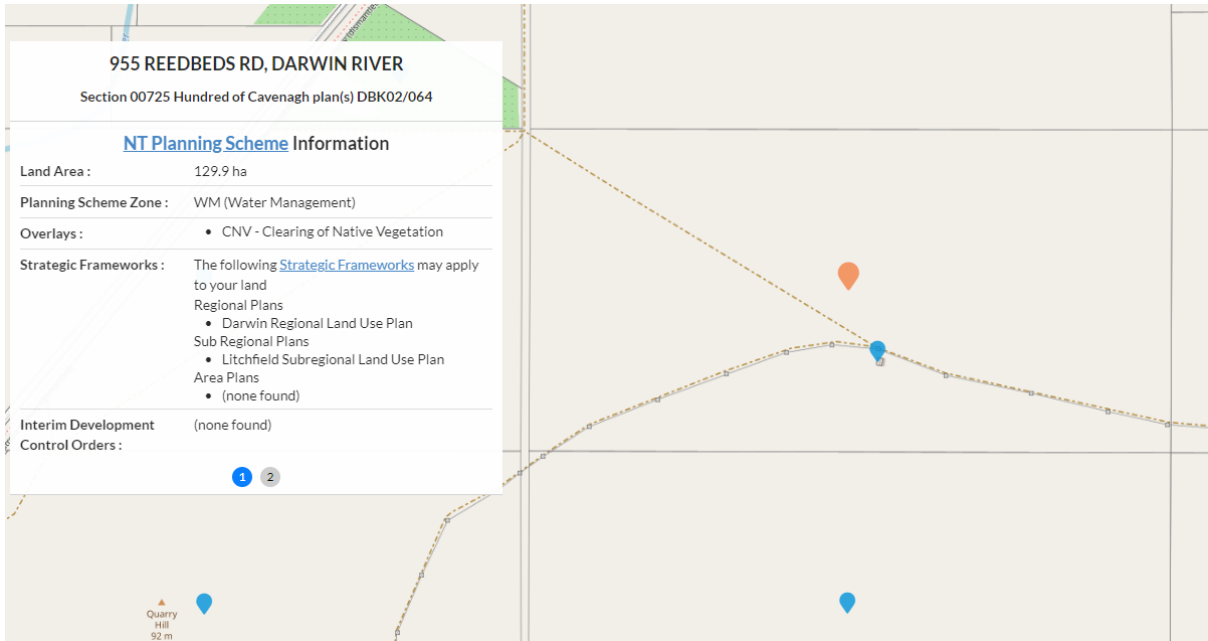 955 REEDBEDS RD, DARWIN RIVER
Section 00725 Hundred of Cavenagh plan(s) DBK02/064
NT Planning Scheme Information
Land Area : 129.9 ha
Planning Scheme Zone : WM (Water Management)
Overlays : • CNV - Clearing of Native Vegetation
Strategic Frameworks : The following Strategic Frameworks may apply
to your land
Regional Plans
• Darwin Regional Land Use Plan
Sub Regional Plans
• Litchfield Subregional Land Use Plan
Area Plans
• (none found)
Interim Development (none found)
Control Orders :
1 2
Quarry
Hill
92 m